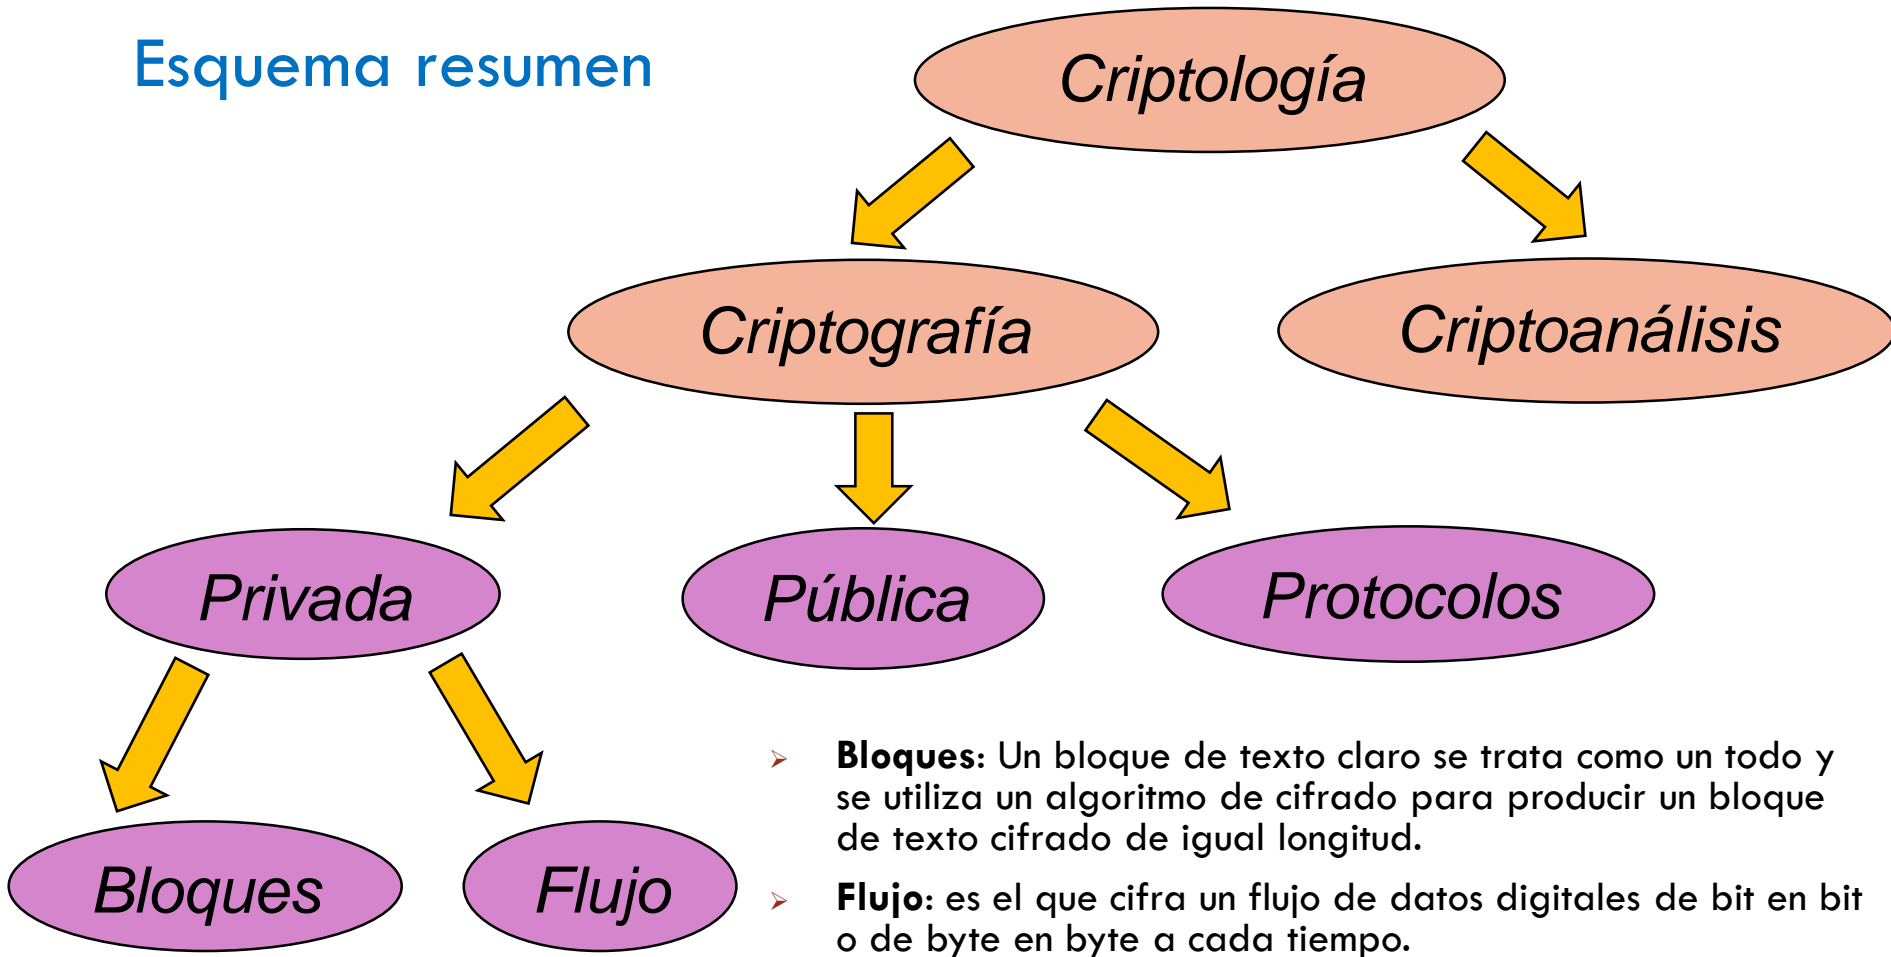 Esquema resumen
Criptología
Criptografía
Criptoanálisis
Privada
Pública
Protocolos
Bloques
Flujo
Bloques: Un bloque de texto claro se trata como un todo y
se utiliza un algoritmo de cifrado para producir un bloque
de texto cifrado de igual longitud.
Flujo: es el que cifra un flujo de datos digitales de bit en bit
o de byte en byte a cada tiempo.